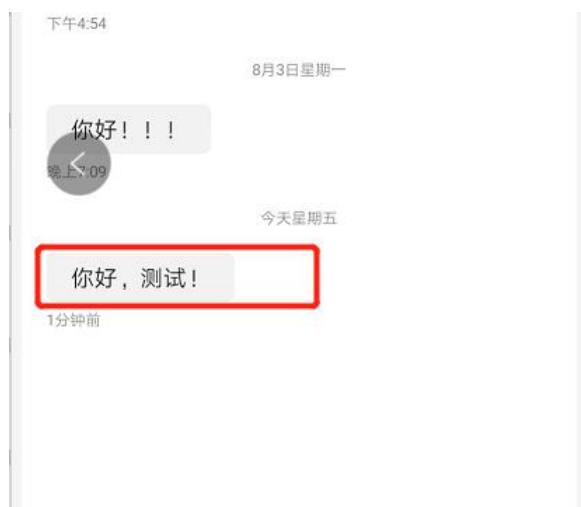 下午4:54
8月3日星期一
你好！！！
晚上7:09
今天星期五
你好，测试！
1分钟前